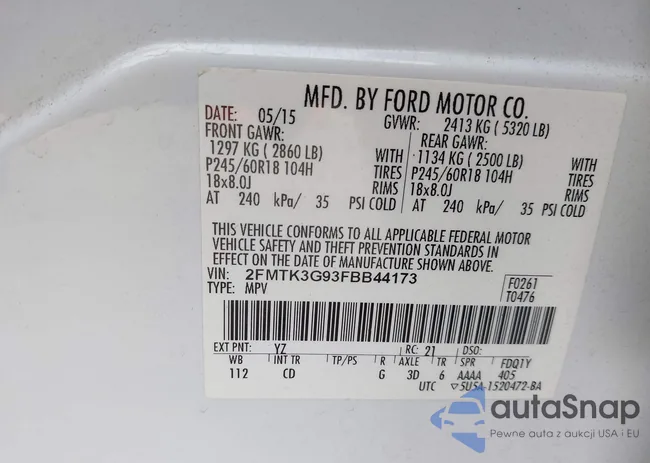 MFD. BY FORD MOTOR CO.
DATE: 05/15 GVWR: 2413 KG ( 5320 LB)
FRONT GAWR: REAR GAWR:
1297 KG ( 2860 LB) WITH 1134 KG ( 2500 LB) WITH
P245/60R18 104H TIRES P245/60R18 104H TIRES
18x8.0J RIMS 18x8.0J RIMS
AT 240 kPa/ 35 PSI COLD AT 240 kPa/ 35 PSI COLD
THIS VEHICLE CONFORMS TO ALL APPLICABLE FEDERAL MOTOR
VEHICLE SAFETY AND THEFT PREVENTION STANDARDS IN
EFFECT ON THE DATE OF MANUFACTURE SHOWN ABOVE.
VIN: 2FMTK3G93FBB44173 F0261
TYPE: MPV T0476
EXT PNT: YZ RC: 21 DSO:
WB INT TR TP/PS R AXLE TR SPR FDQ1Y
112 CD G 3D 6 AAAA 405
UTC ▽5USA-1520472-BA
autaSnap
Pewne auta z aukcji USA i EU